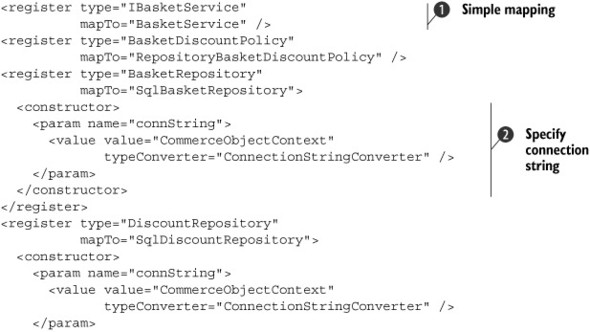 <register type="IBasketService"
          mapTo="BasketService" />
<register type="BasketDiscountPolicy"
          mapTo="RepositoryBasketDiscountPolicy" />
<register type="BasketRepository"
          mapTo="SqlBasketRepository">
  <constructor>
    <param name="connString">
      <value value="CommerceObjectContext"
             typeConverter="ConnectionStringConverter" />
    </param>
  </constructor>
</register>
<register type="DiscountRepository"
          mapTo="SqlDiscountRepository">
  <constructor>
    <param name="connString">
      <value value="CommerceObjectContext"
             typeConverter="ConnectionStringConverter" />
    </param>
1 Simple mapping
2 Specify
connection
string